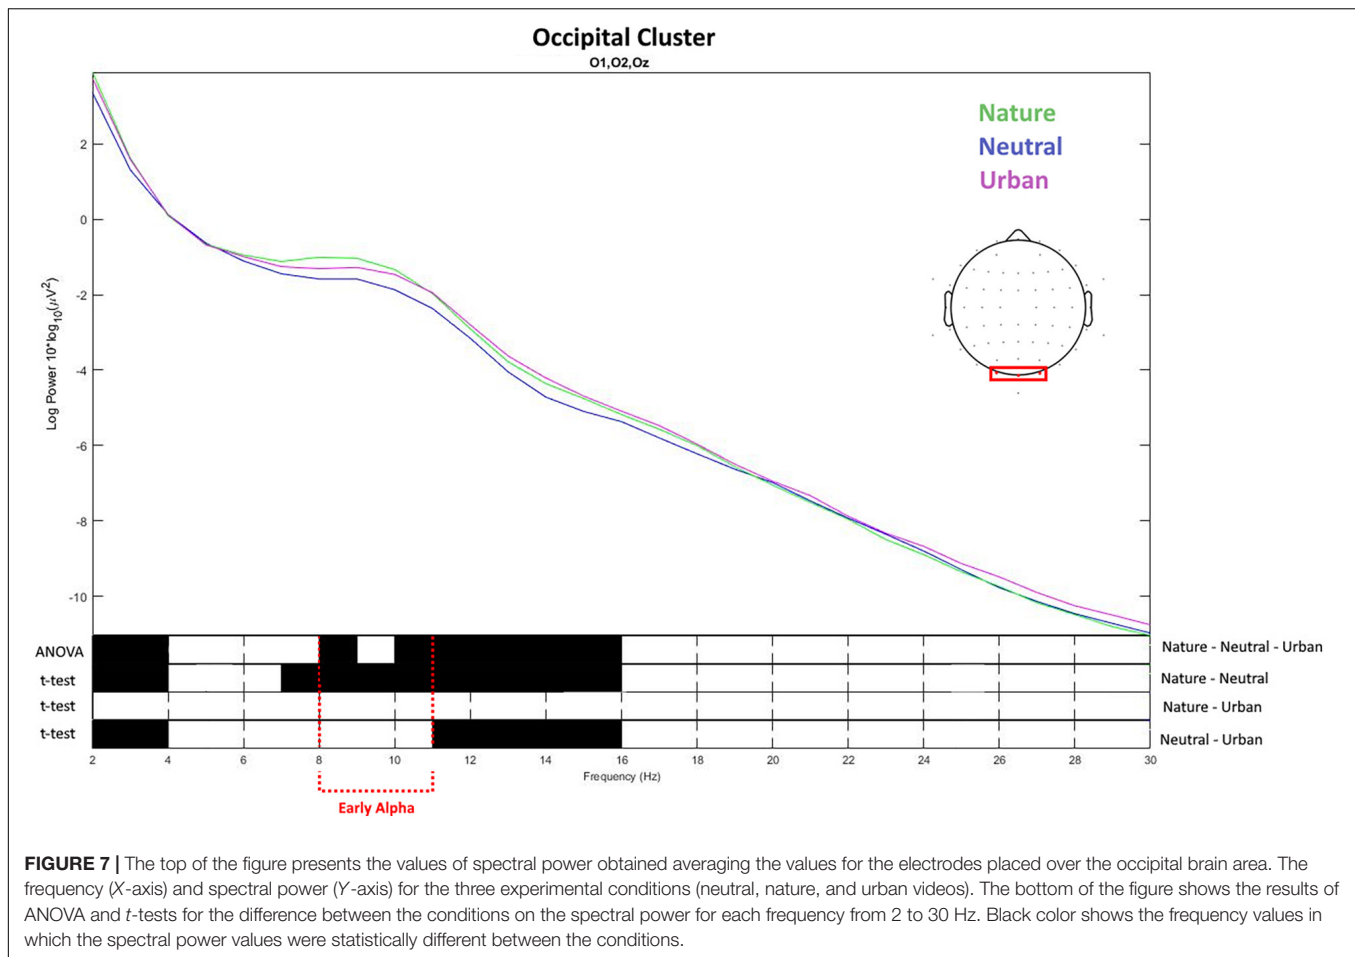 Occipital Cluster
O1,O2,Oz
Nature
Neutral
Urban
2
0
-2
-4
-6
-8
-10
Log Power 10*log10(μV2)
ANOVA
Nature - Neutral - Urban
t-test
Nature - Neutral
t-test
Nature - Urban
t-test
Neutral - Urban
2 4 6 8 10 12 14 16 18 20 22 24 26 28 30
Frequency (Hz)
Early Alpha
FIGURE 7 | The top of the figure presents the values of spectral power obtained averaging the values for the electrodes placed over the occipital brain area. The
frequency (X-axis) and spectral power (Y-axis) for the three experimental conditions (neutral, nature, and urban videos). The bottom of the figure shows the results of
ANOVA and t-tests for the difference between the conditions on the spectral power for each frequency from 2 to 30 Hz. Black color shows the frequency values in
which the spectral power values were statistically different between the conditions.